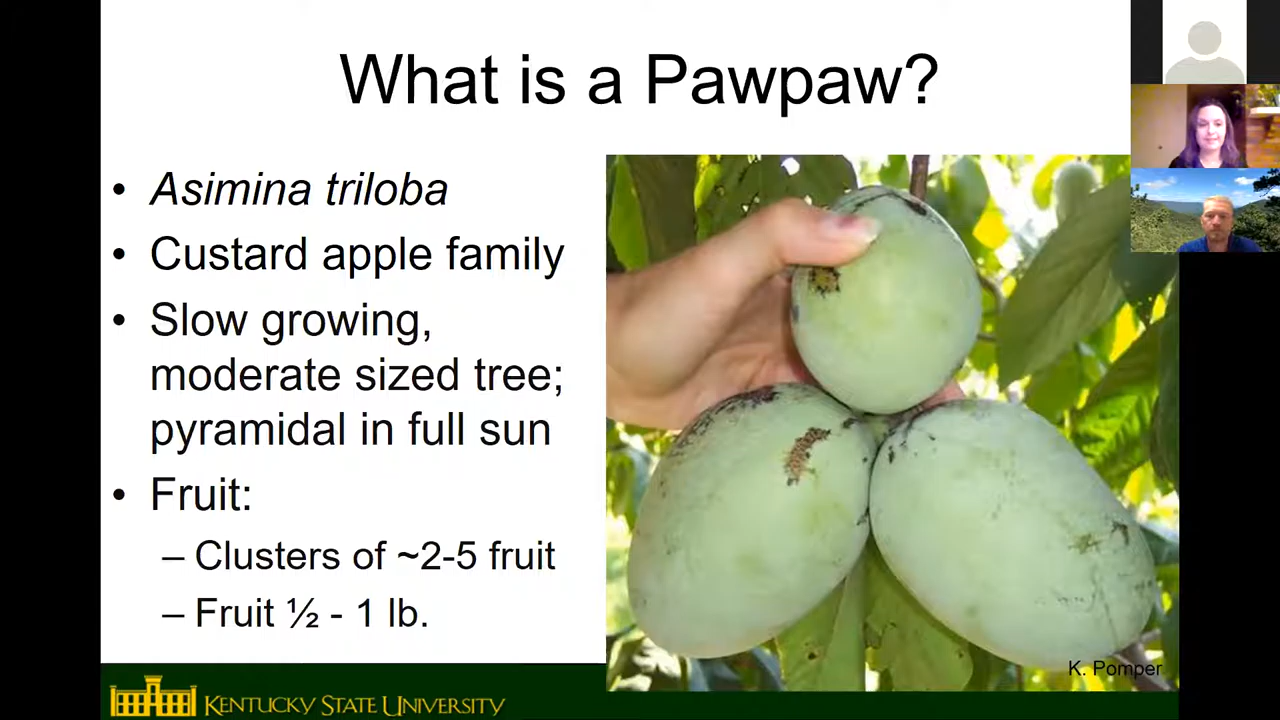 What is a Pawpaw?
• Asimina triloba
• Custard apple family
• Slow growing,
moderate sized tree;
pyramidal in full sun
• Fruit:
– Clusters of ~2-5 fruit
– Fruit ½ - 1 lb.
K. Pomper
KENTUCKY STATE UNIVERSITY